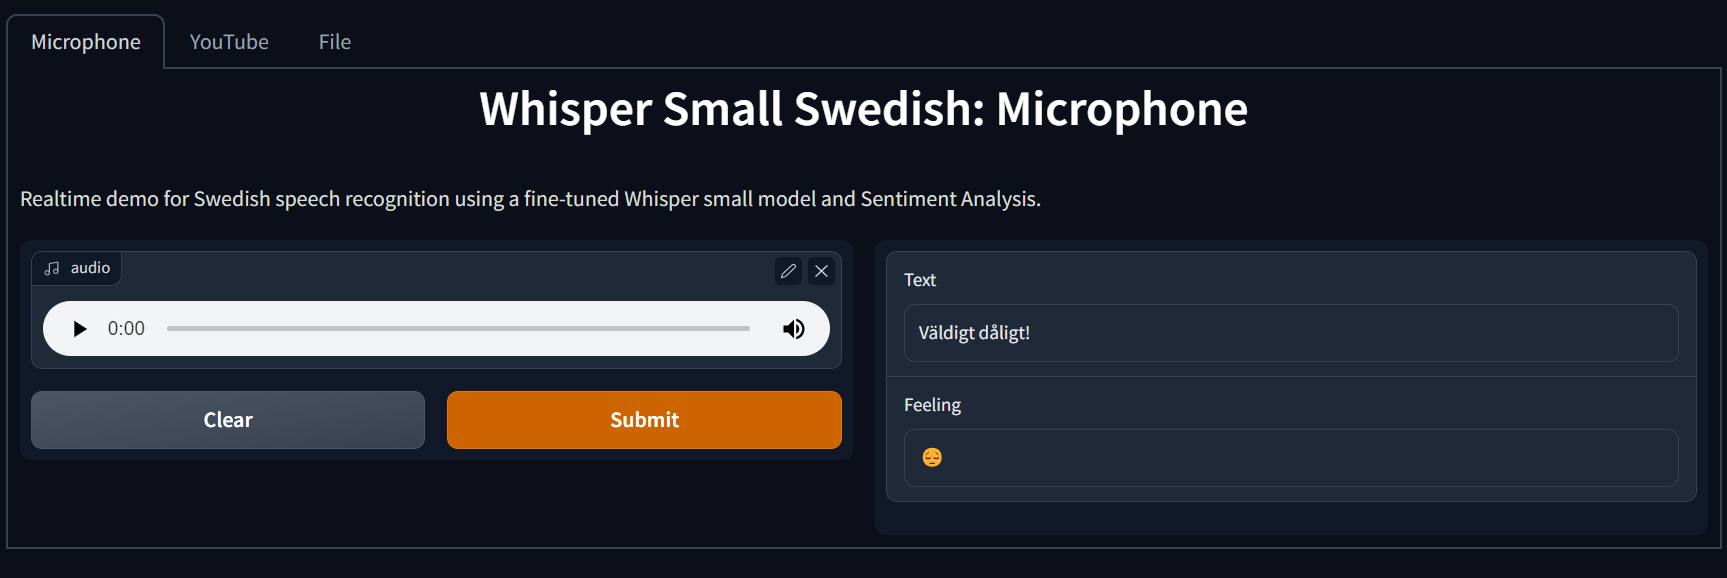 Microphone YouTube File
Whisper Small Swedish: Microphone
Realtime demo for Swedish speech recognition using a fine-tuned Whisper small model and Sentiment Analysis.
audio
0:00
Clear Submit
Text
Väldigt dåligt!
Feeling
😔